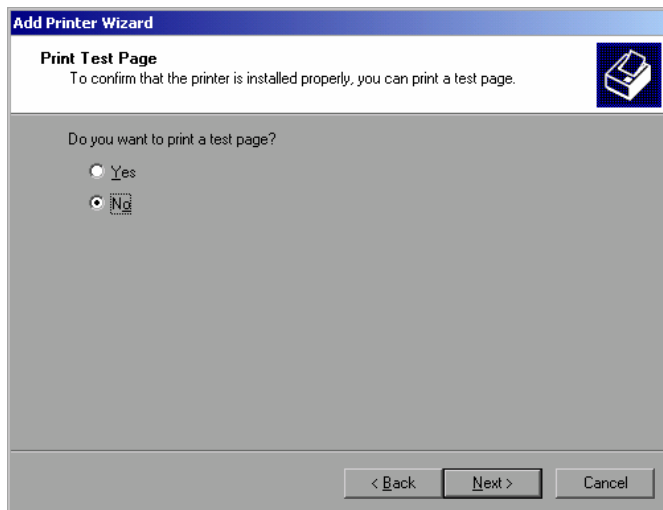 Add Printer Wizard
Print Test Page
To confirm that the printer is installed properly, you can print a test page.
Do you want to print a test page?
Yes
No
< Back
Next >
Cancel